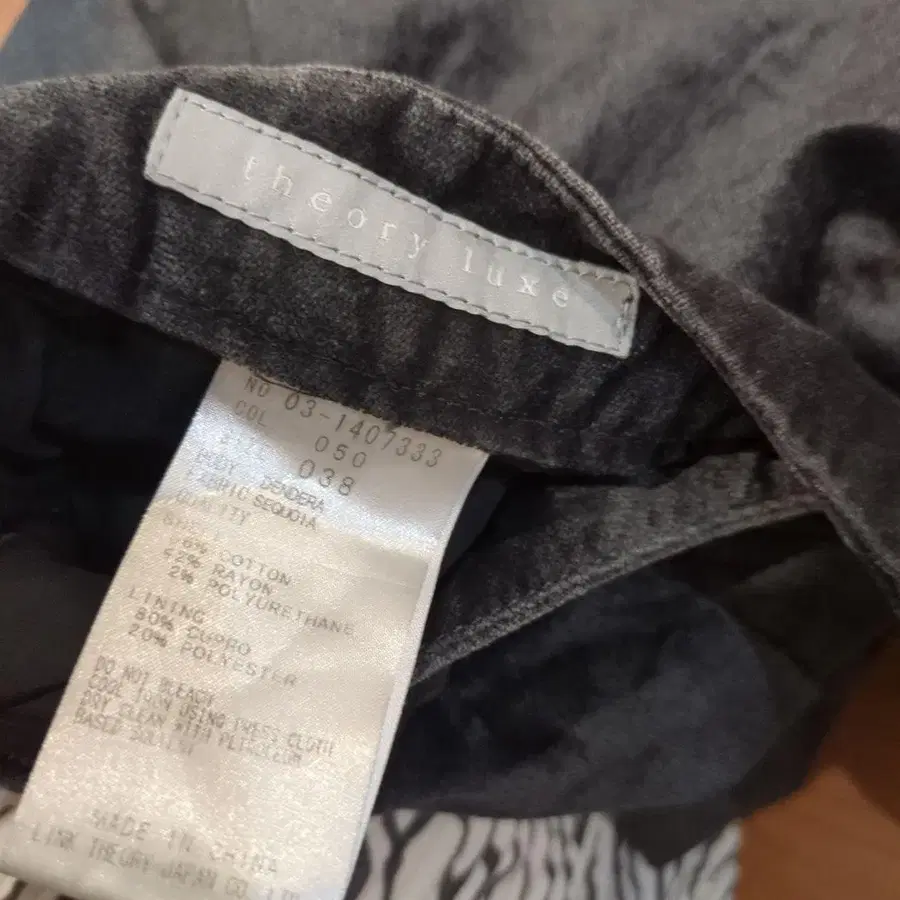 theory luxe
NO 03-1407333
COL 050
SIZE 038
BODY DENDERA
FABRIC SEQUOIA
QUALITY
SHELL
6% COTTON
42% RAYON
2% POLYURETHANE
LINING
80% CUPRO
20% POLYESTER
DO NOT BLEACH
COOL IRON USING PRESS CLOTH
DRY CLEAN WITH PETROLEUM
BASED SOLVENT
MADE IN CHINA
LINK THEORY JAPAN CO.,LTD